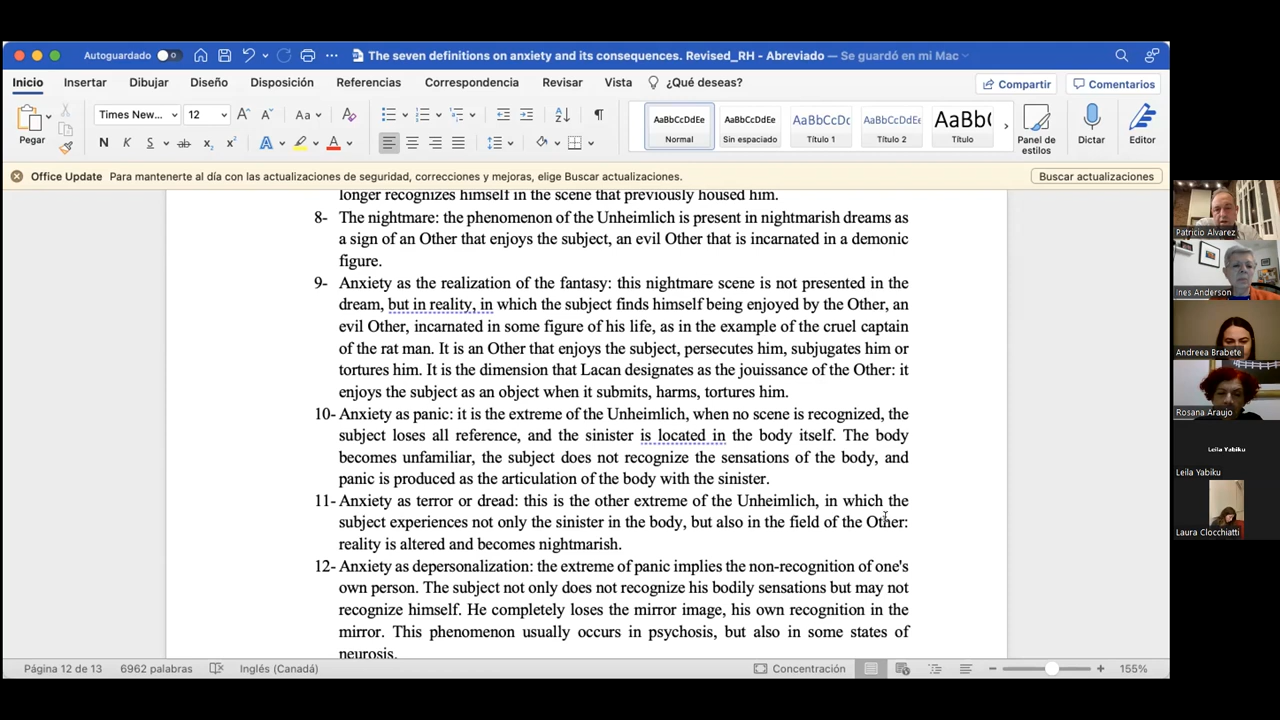 Autoguardado
The seven definitions on anxiety and its consequences. Revised_RH - Abreviado — Se guardó en mi Mac
Inicio Insertar Dibujar Diseño Disposición Referencias Correspondencia Revisar Vista ¿Qué deseas? Compartir Comentarios
Pegar
Times New... 12
Aa
N K S ab x₂ x²
A A
AaBbCcDdEe AaBbCcDdEe AaBbCcDc AaBbCcDdEe AaBb(
Normal Sin espaciado Título 1 Título 2 Título
Panel de estilos
Dictar
Editor
Office Update Para mantenerte al día con las actualizaciones de seguridad, correcciones y mejoras, elige Buscar actualizaciones. Buscar actualizaciones
longer recognizes himself in the scene that previously housed him.
8- The nightmare: the phenomenon of the Unheimlich is present in nightmarish dreams as
a sign of an Other that enjoys the subject, an evil Other that is incarnated in a demonic
figure.
9- Anxiety as the realization of the fantasy: this nightmare scene is not presented in the
dream, but in reality, in which the subject finds himself being enjoyed by the Other, an
evil Other, incarnated in some figure of his life, as in the example of the cruel captain
of the rat man. It is an Other that enjoys the subject, persecutes him, subjugates him or
tortures him. It is the dimension that Lacan designates as the jouissance of the Other: it
enjoys the subject as an object when it submits, harms, tortures him.
10- Anxiety as panic: it is the extreme of the Unheimlich, when no scene is recognized, the
subject loses all reference, and the sinister is located in the body itself. The body
becomes unfamiliar, the subject does not recognize the sensations of the body, and
panic is produced as the articulation of the body with the sinister.
11- Anxiety as terror or dread: this is the other extreme of the Unheimlich, in which the
subject experiences not only the sinister in the body, but also in the field of the Other:
reality is altered and becomes nightmarish.
12- Anxiety as depersonalization: the extreme of panic implies the non-recognition of one's
own person. The subject not only does not recognize his bodily sensations but may not
recognize himself. He completely loses the mirror image, his own recognition in the
mirror. This phenomenon usually occurs in psychosis, but also in some states of
neurosis.
Página 12 de 13 6962 palabras Inglés (Canadá) Concentración 155%
Patricio Alvarez
Ines Anderson
Andreea Brabete
Rosana Araujo
Leila Yabiku
Leila Yabiku
Laura Clocchiatti